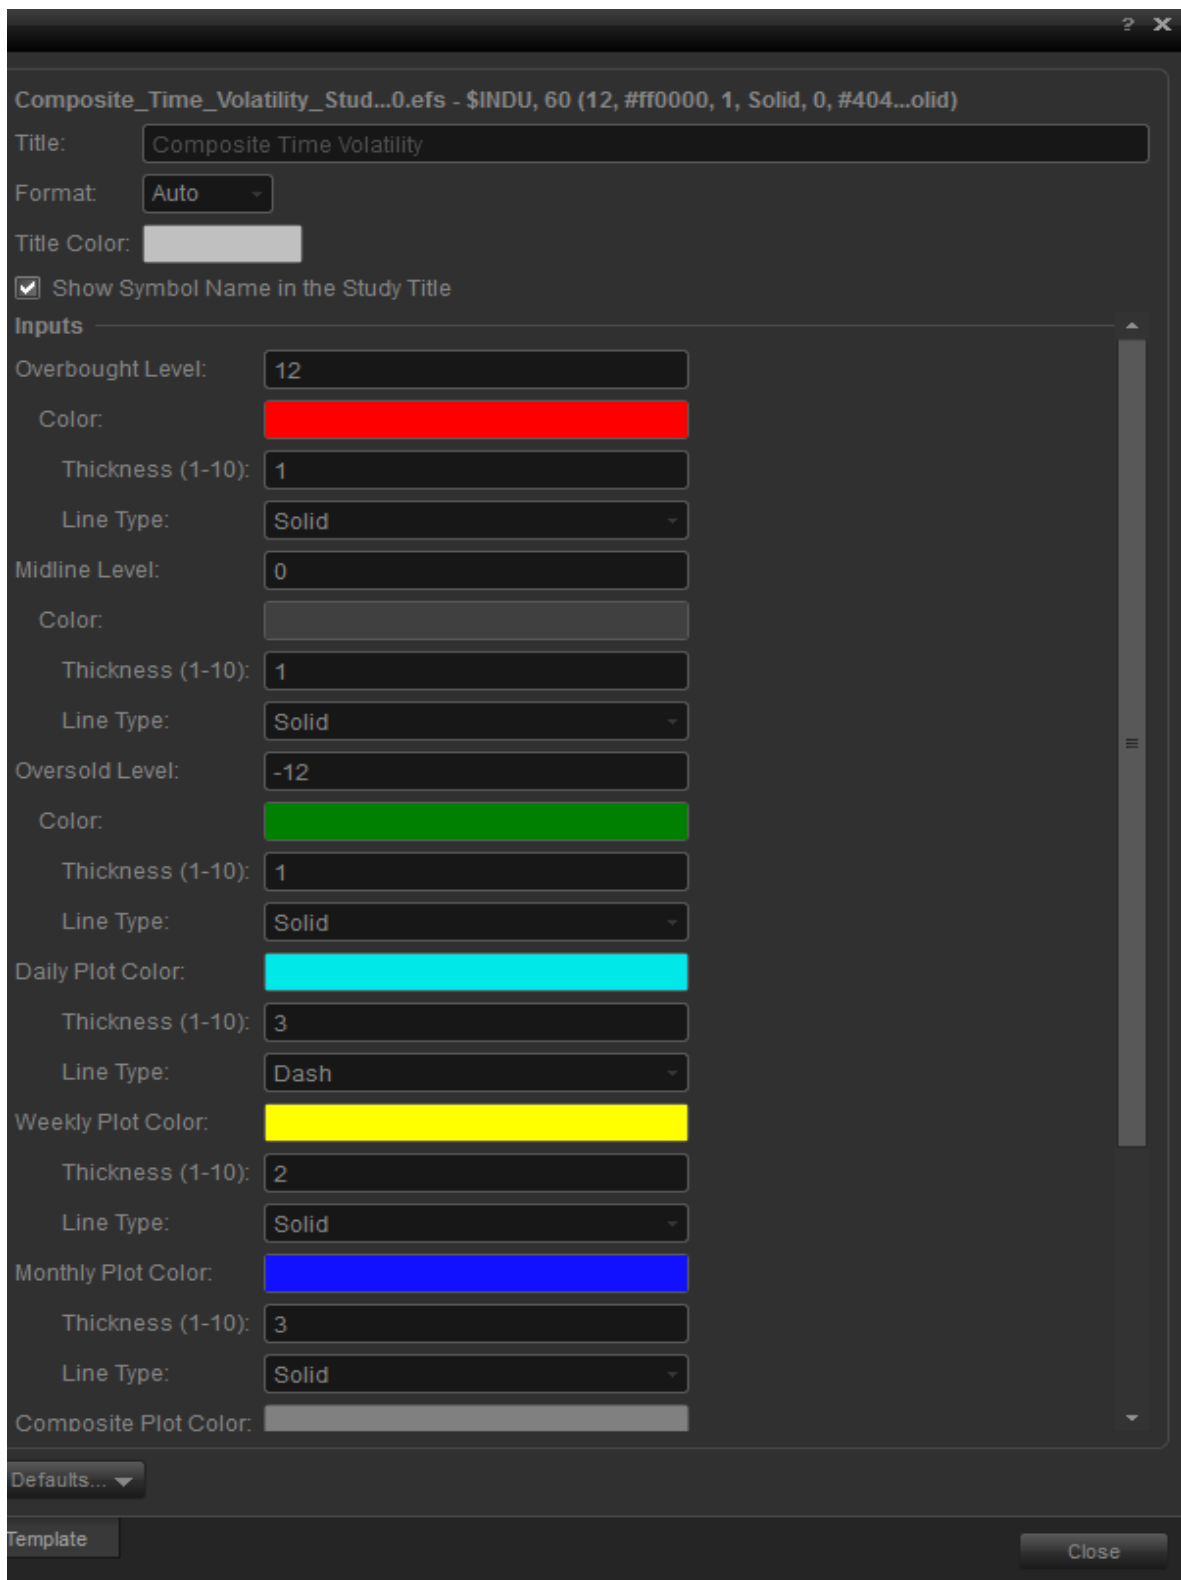 ?
Composite_Time_Volatility_Stud...0.efs - $INDU, 60 (12, #ff0000, 1, Solid, 0, #404...olid)
Title: Composite Time Volatility
Format: Auto
Title Color:
Show Symbol Name in the Study Title
Inputs
Overbought Level: 12
Color:
Thickness (1-10): 1
Line Type: Solid
Midline Level: 0
Color:
Thickness (1-10): 1
Line Type: Solid
Oversold Level: -12
Color:
Thickness (1-10): 1
Line Type: Solid
Daily Plot Color:
Thickness (1-10): 3
Line Type: Dash
Weekly Plot Color:
Thickness (1-10): 2
Line Type: Solid
Monthly Plot Color:
Thickness (1-10): 3
Line Type: Solid
Composite Plot Color:
Defaults...
Template
Close